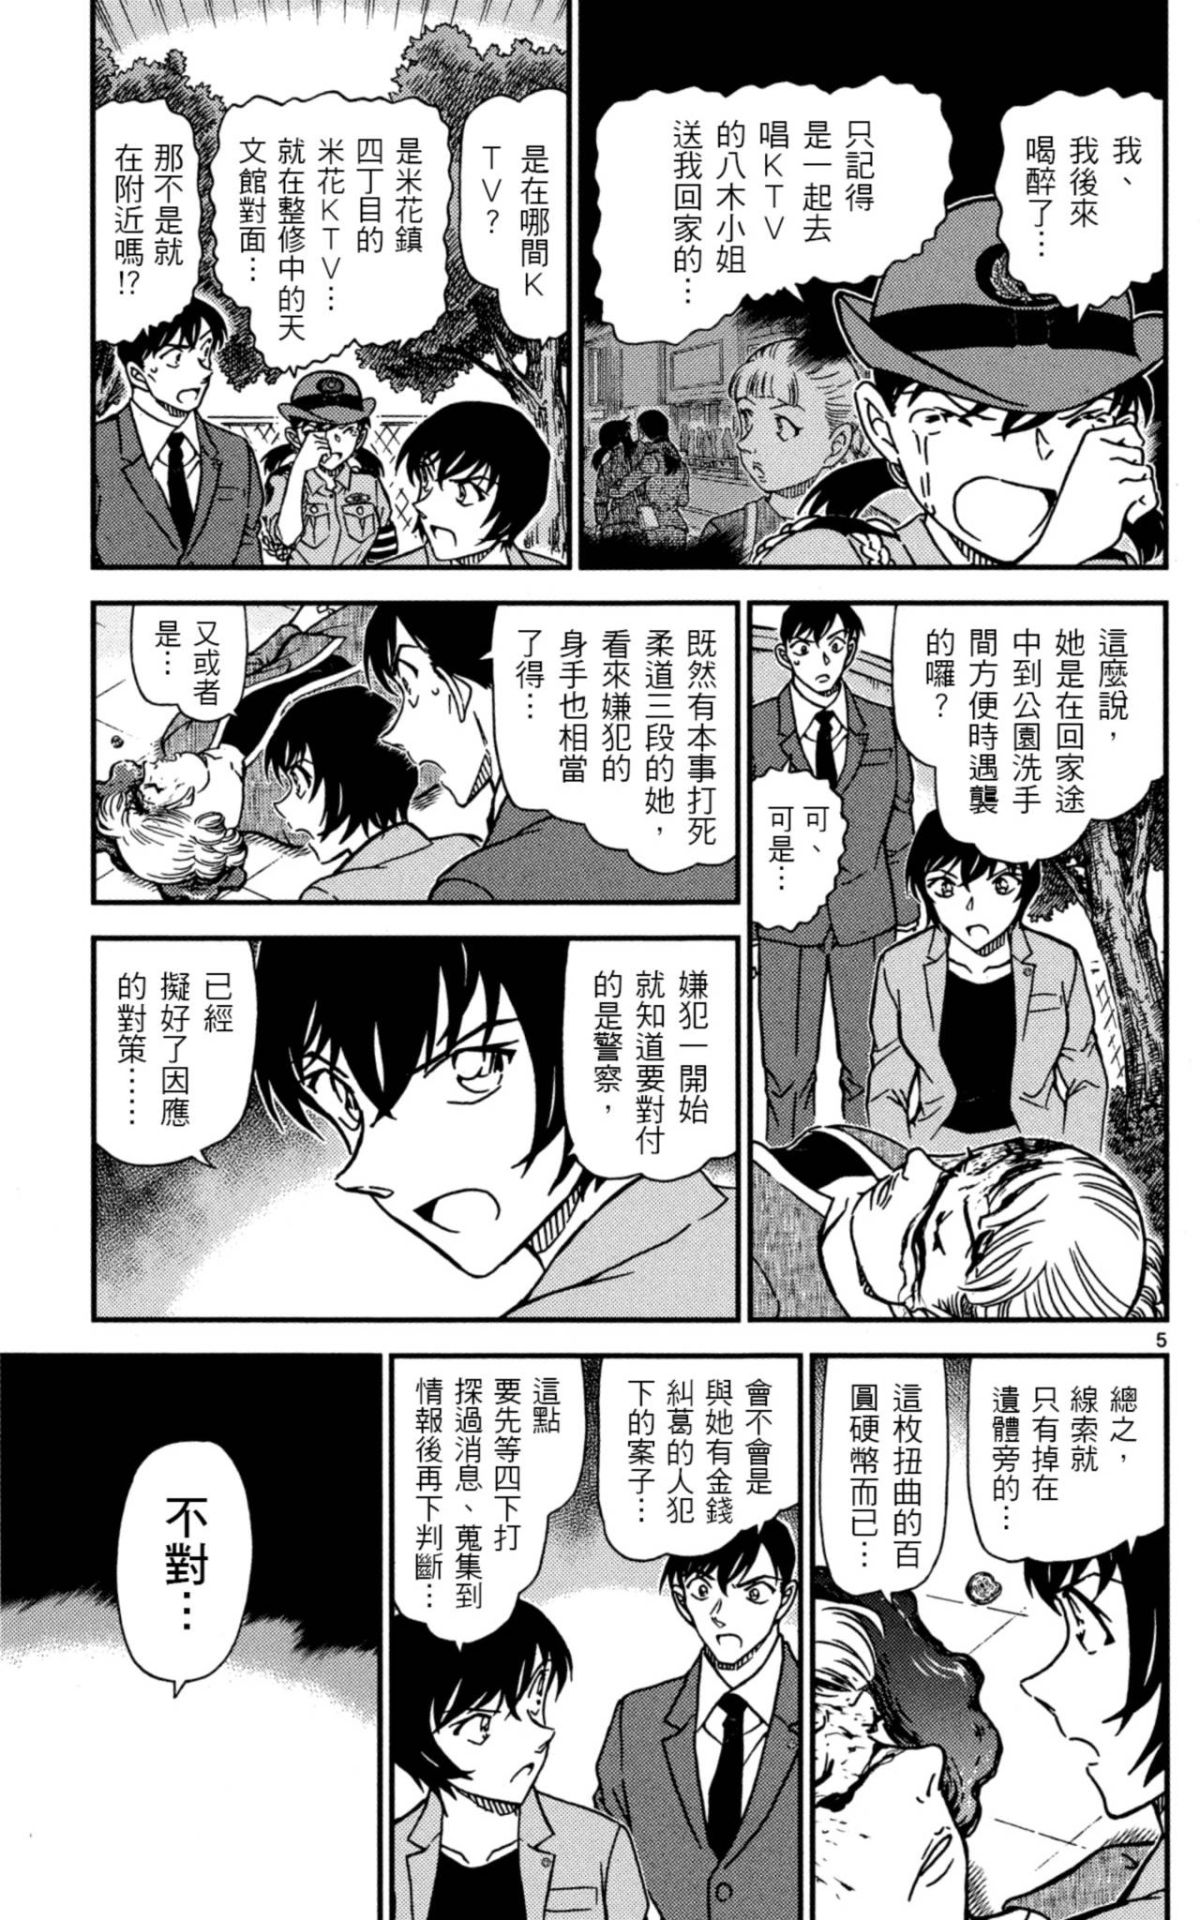 我、
我後來
喝醉了…
只記得
是一起去
唱KTV
的八木小姐
送我回家的…
是在哪間K
TV？
是米花鎮
四丁目的
米花KTV…
就在整修中的天
文館對面…
那不是就
在附近嗎!?
這麼說，
她是在回家途
中到公園洗手
間方便時遇襲
的囉？
可、
可是…
既然有本事打死
柔道三段的她，
看來嫌犯的
身手也相當
了得…
又或者
是…
嫌犯一開始
就知道要對付
的是警察，
已經
擬好了因應
的對策……
5
總之，
線索就
只有掉在
遺體旁的…
這枚扭曲的百
圓硬幣而已…
會不會是
與她有金錢
糾葛的人犯
下的案子…
這點
要先等四下打
探過消息、蒐集到
情報後再下判斷…
不對…